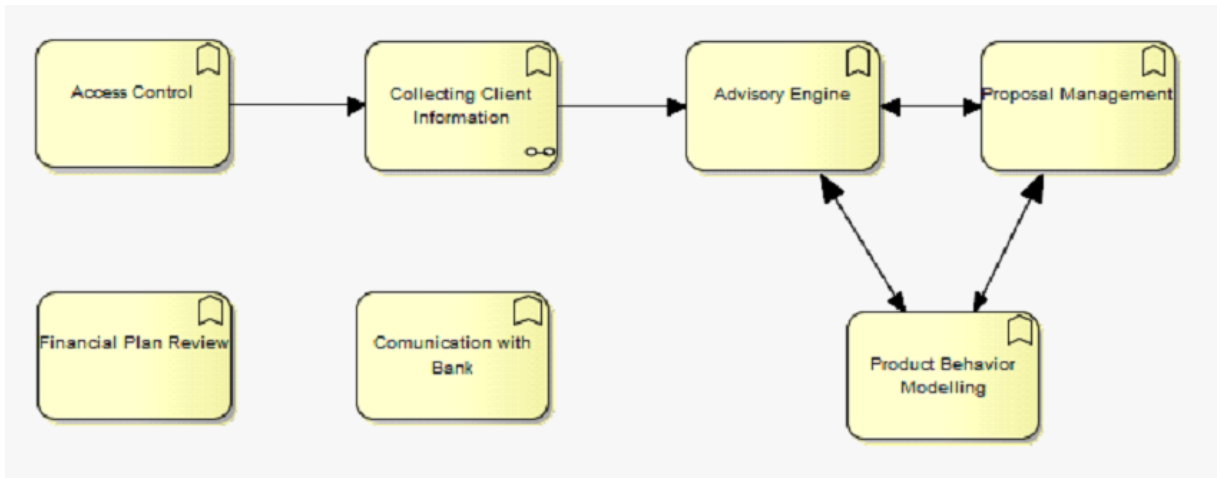 Access Control
Collecting Client
Information
Advisory Engine
Proposal Management
Financial Plan Review
Comunication with
Bank
Product Behavior
Modelling